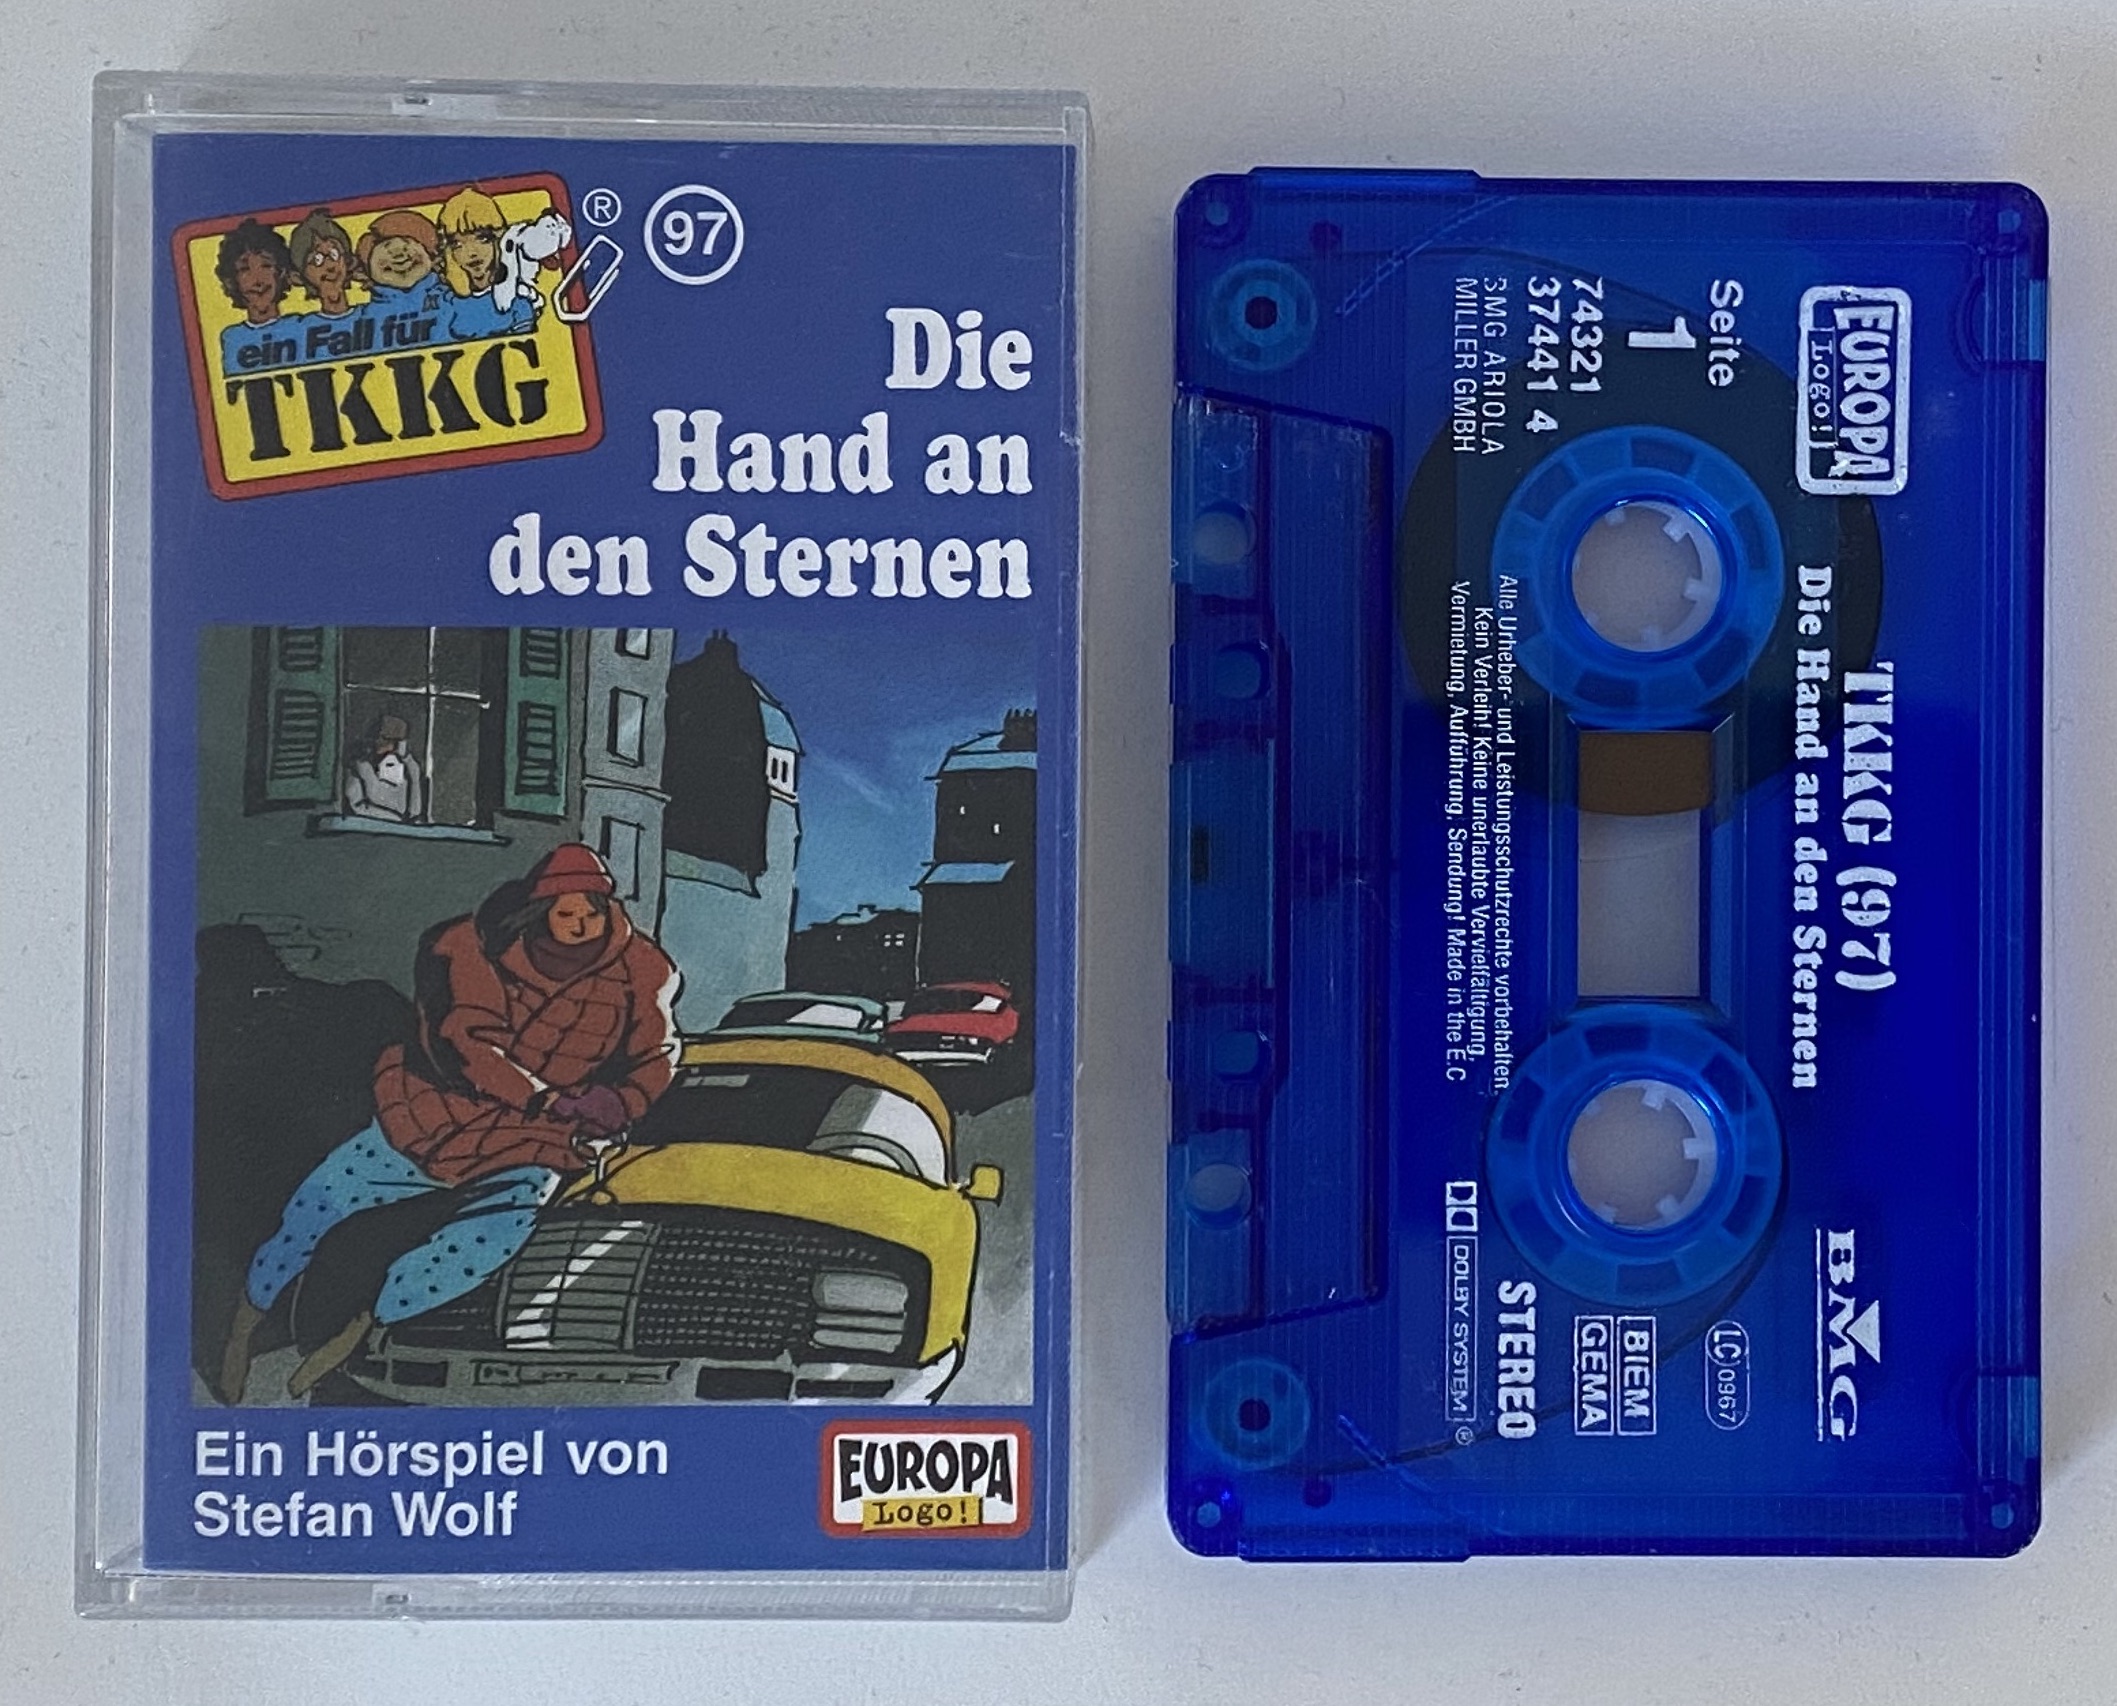 ein Fall für
TKKG
®
97
Die
Hand an
den Sternen
Ein Hörspiel von
Stefan Wolf
EUROPA
Logo!
EUROPA
Logo!
TKKG (97)
Die Hand an den Sternen
BMG
Seite
1
74321
37441 4
BMG ARIOLA
MILLER GMBH
Alle Urheber- und Leistungsschutzrechte vorbehalten.
Kein Verleih! Keine unerlaubte Vervielfältigung,
Vermietung, Aufführung, Sendung! Made in the E.C
LC 0967
BIEM
GEMA
STEREO
DOLBY SYSTEM ®